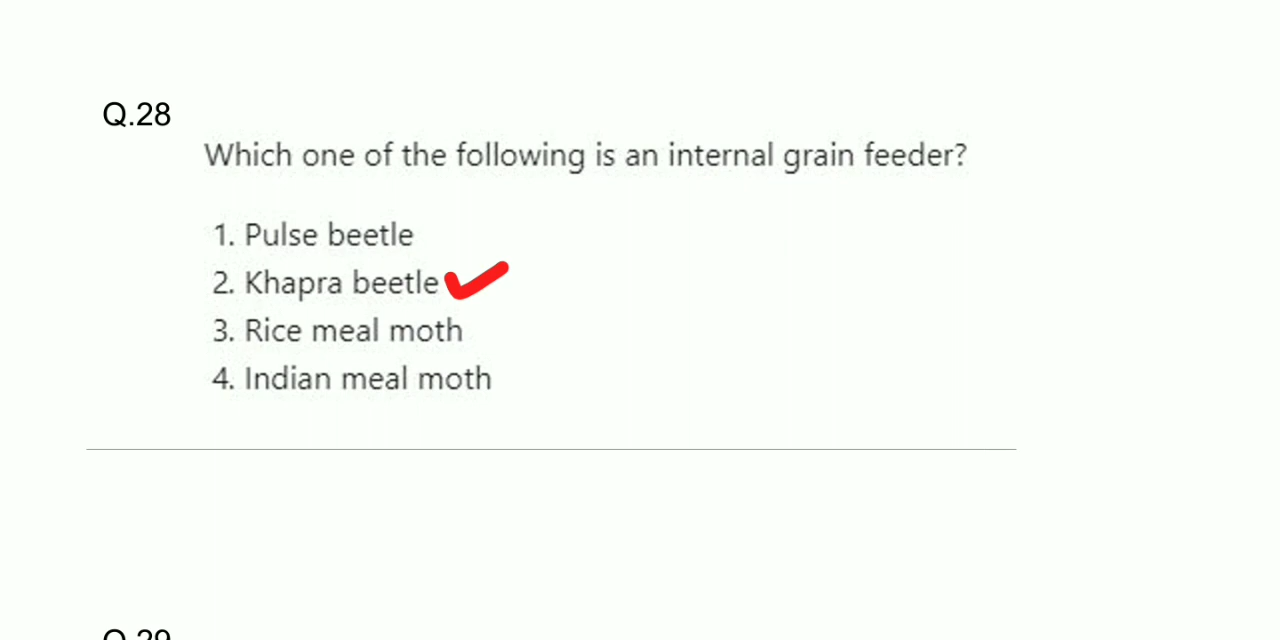 Q.28
Which one of the following is an internal grain feeder?
1. Pulse beetle
2. Khapra beetle
3. Rice meal moth
4. Indian meal moth
Q.29